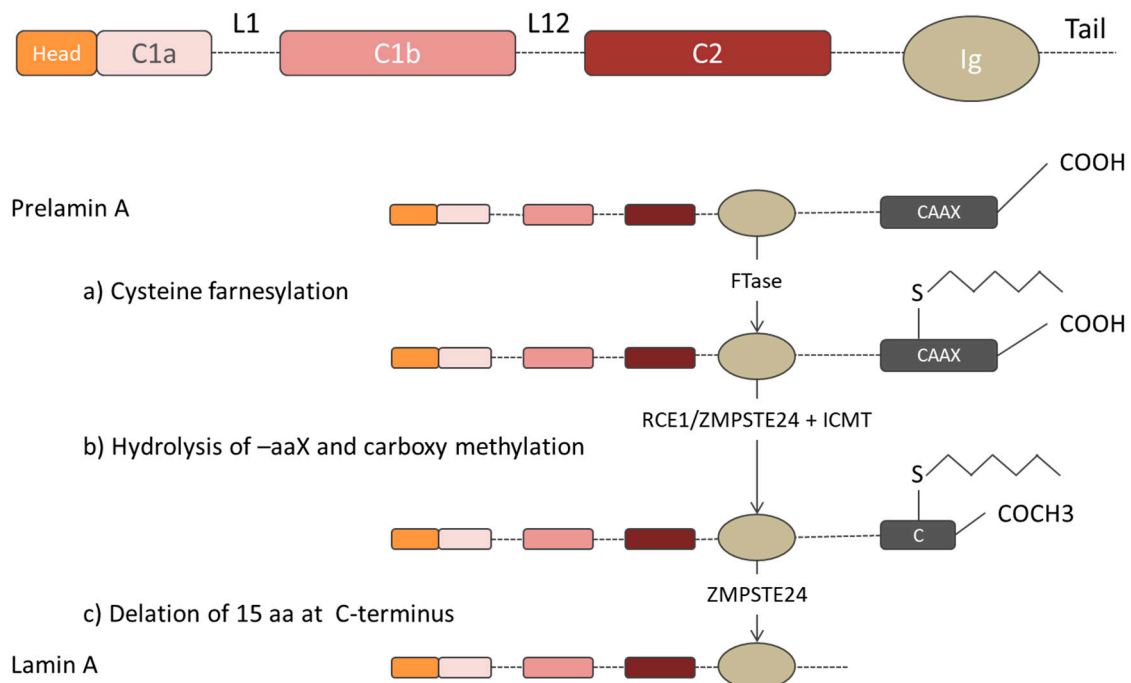 L1
L12
Tail
Head
C1a
C1b
C2
Ig
COOH
Prelamin A
CAAX
FTase
a) Cysteine farnesylation
S
COOH
CAAX
RCE1/ZMPSTE24 + ICMT
b) Hydrolysis of –aaX and carboxy methylation
S
COCH3
C
ZMPSTE24
c) Delation of 15 aa at C-terminus
Lamin A